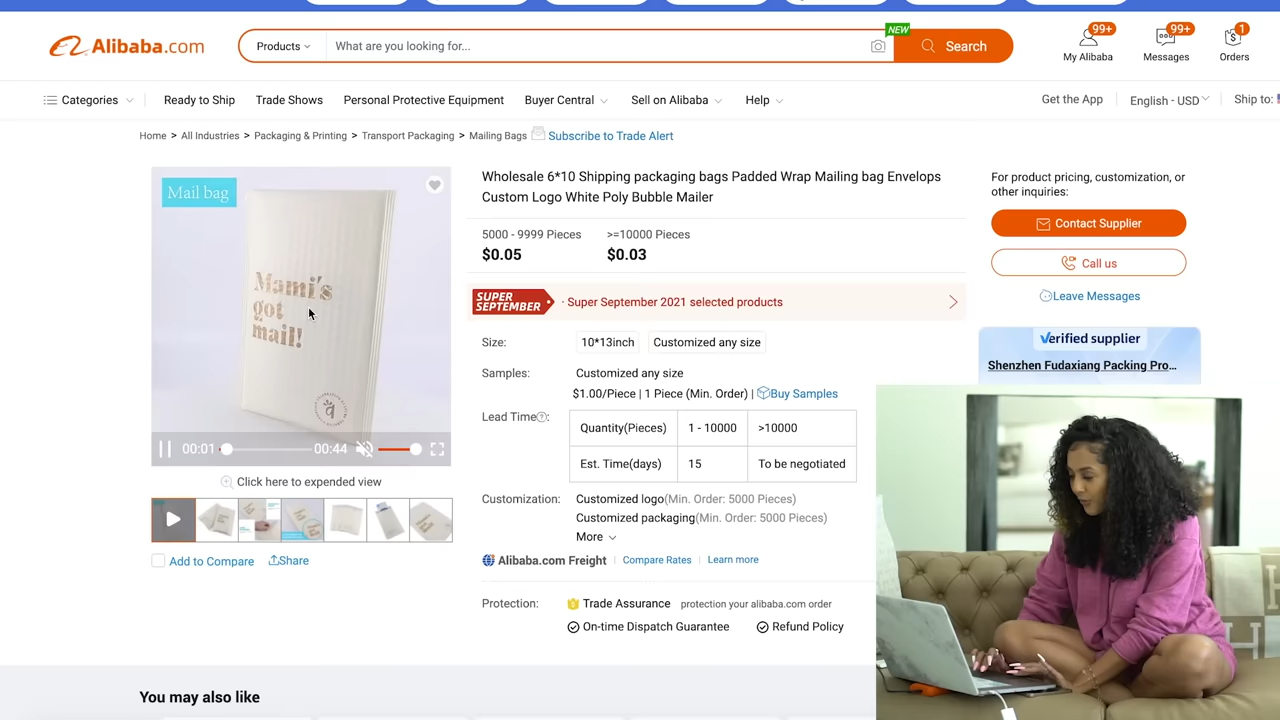 Alibaba.com
Products
What are you looking for...
NEW
Search
99+
My Alibaba
99+
Messages
1
Orders
Categories
Ready to Ship
Trade Shows
Personal Protective Equipment
Buyer Central
Sell on Alibaba
Help
Get the App
English - USD
Ship to:
Home > All Industries > Packaging & Printing > Transport Packaging > Mailing Bags
Subscribe to Trade Alert
Mail bag
Mami's
got
mail!
00:01
00:44
Click here to expended view
Add to Compare
Share
Wholesale 6*10 Shipping packaging bags Padded Wrap Mailing bag Envelops
Custom Logo White Poly Bubble Mailer
5000 - 9999 Pieces
>=10000 Pieces
$0.05
$0.03
SUPER
SEPTEMBER
· Super September 2021 selected products
Size:
10*13inch
Customized any size
Samples:
Customized any size
$1.00/Piece | 1 Piece (Min. Order) | Buy Samples
Lead Time?:
Quantity(Pieces)
1 - 10000
>10000
Est. Time(days)
15
To be negotiated
Customization:
Customized logo(Min. Order: 5000 Pieces)
Customized packaging(Min. Order: 5000 Pieces)
More
Alibaba.com Freight
Compare Rates
Learn more
Protection:
Trade Assurance
protection your alibaba.com order
On-time Dispatch Guarantee
Refund Policy
For product pricing, customization, or
other inquiries:
Contact Supplier
Call us
Leave Messages
Verified supplier
Shenzhen Fudaxiang Packing Pro...
You may also like